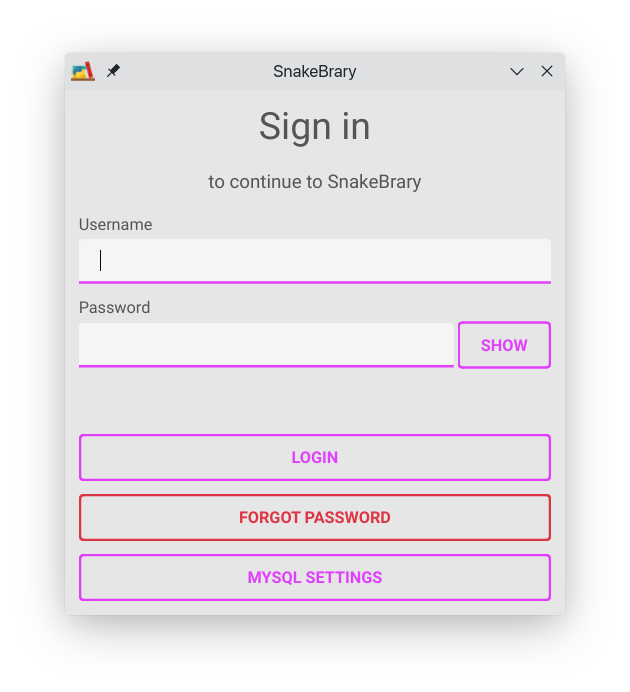 SnakeBrary
Sign in
to continue to SnakeBrary
Username
Password
SHOW
LOGIN
FORGOT PASSWORD
MYSQL SETTINGS